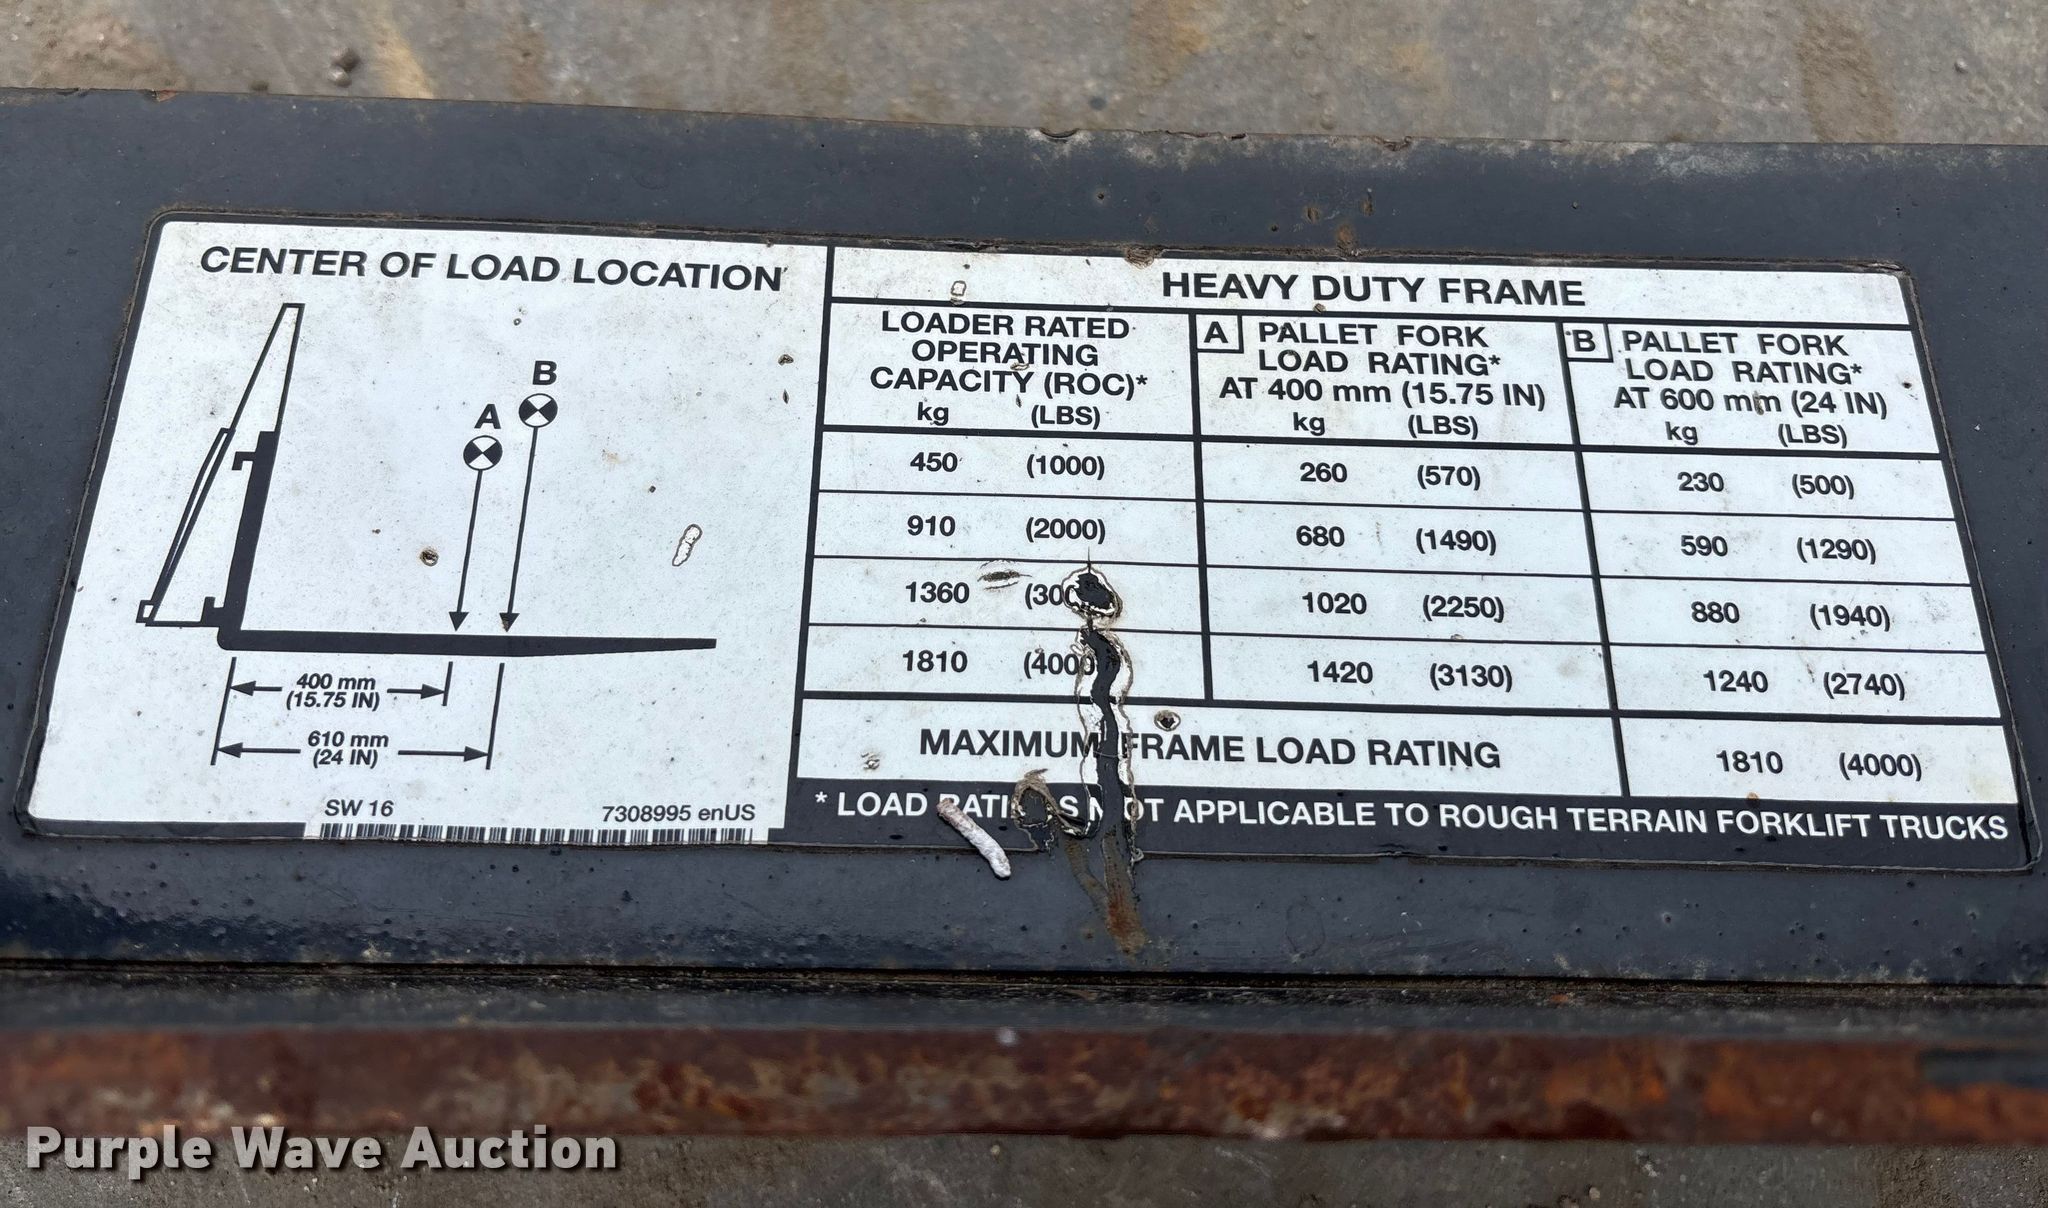 CENTER OF LOAD LOCATION
B
A
400 mm
(15.75 IN)
610 mm
(24 IN)
SW 16
7308995 enUS
HEAVY DUTY FRAME
LOADER RATED
OPERATING
CAPACITY (ROC)*
kg (LBS)
A PALLET FORK
LOAD RATING*
AT 400 mm (15.75 IN)
kg (LBS)
B PALLET FORK
LOAD RATING*
AT 600 mm (24 IN)
kg (LBS)
450 (1000) 260 (570) 230 (500)
910 (2000) 680 (1490) 590 (1290)
1360 1020 (2250) 880 (1940)
1810 (4000 1420 (3130) 1240 (2740)
MAXIMUM FRAME LOAD RATING 1810 (4000)
* LOAD NOT APPLICABLE TO ROUGH TERRAIN FORKLIFT TRUCKS
Purple Wave Auction